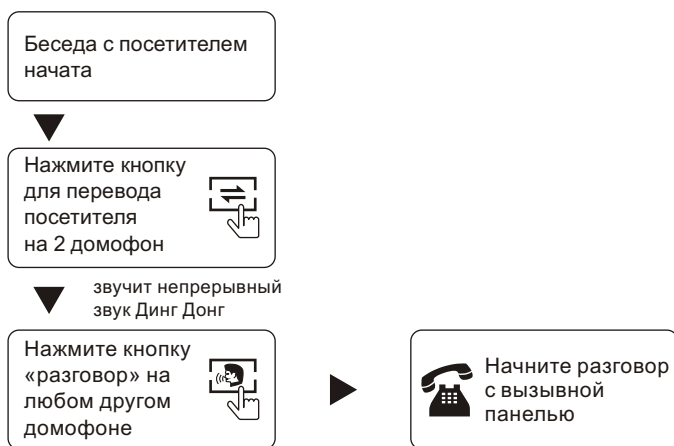 Беседа с посетителем
начата
Нажмите кнопку
для перевода
посетителя
на 2 домофон
звучит непрерывный
звук Динг Донг
Нажмите кнопку
«разговор» на
любом другом
домофоне
Начните разговор
с вызывной
панелью